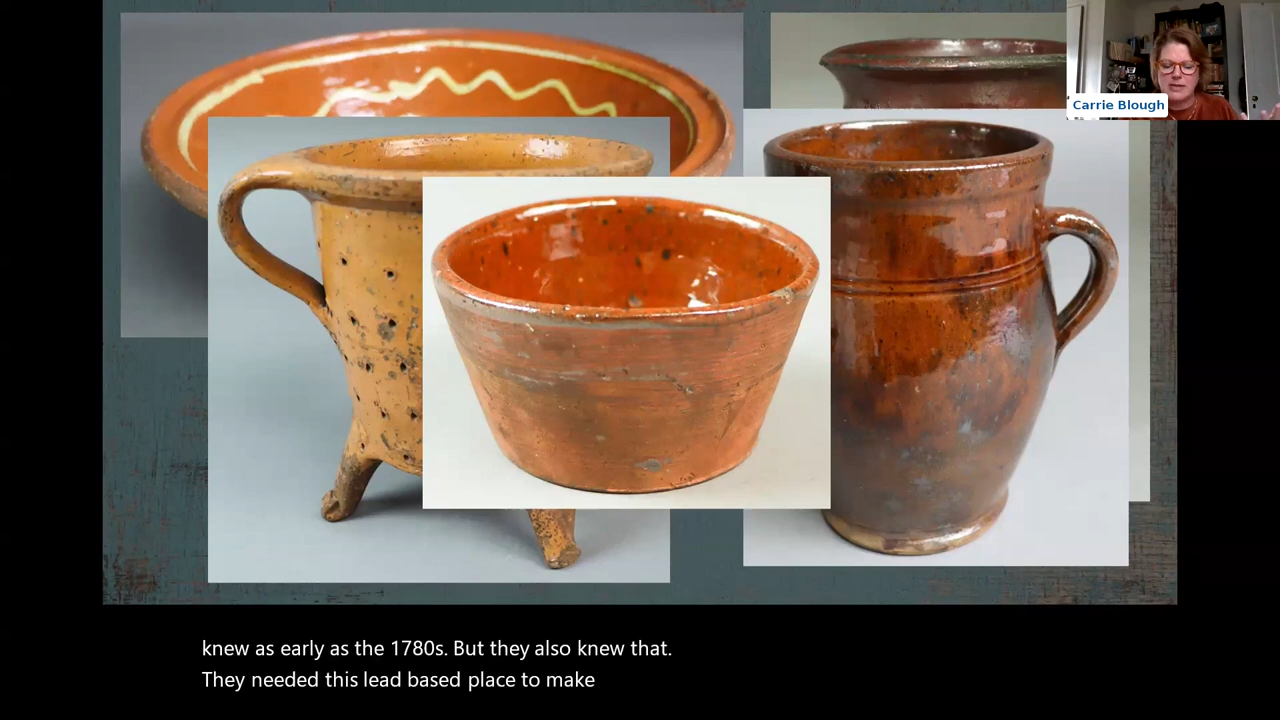 Carrie Blough
knew as early as the 1780s. But they also knew that.
They needed this lead based place to make